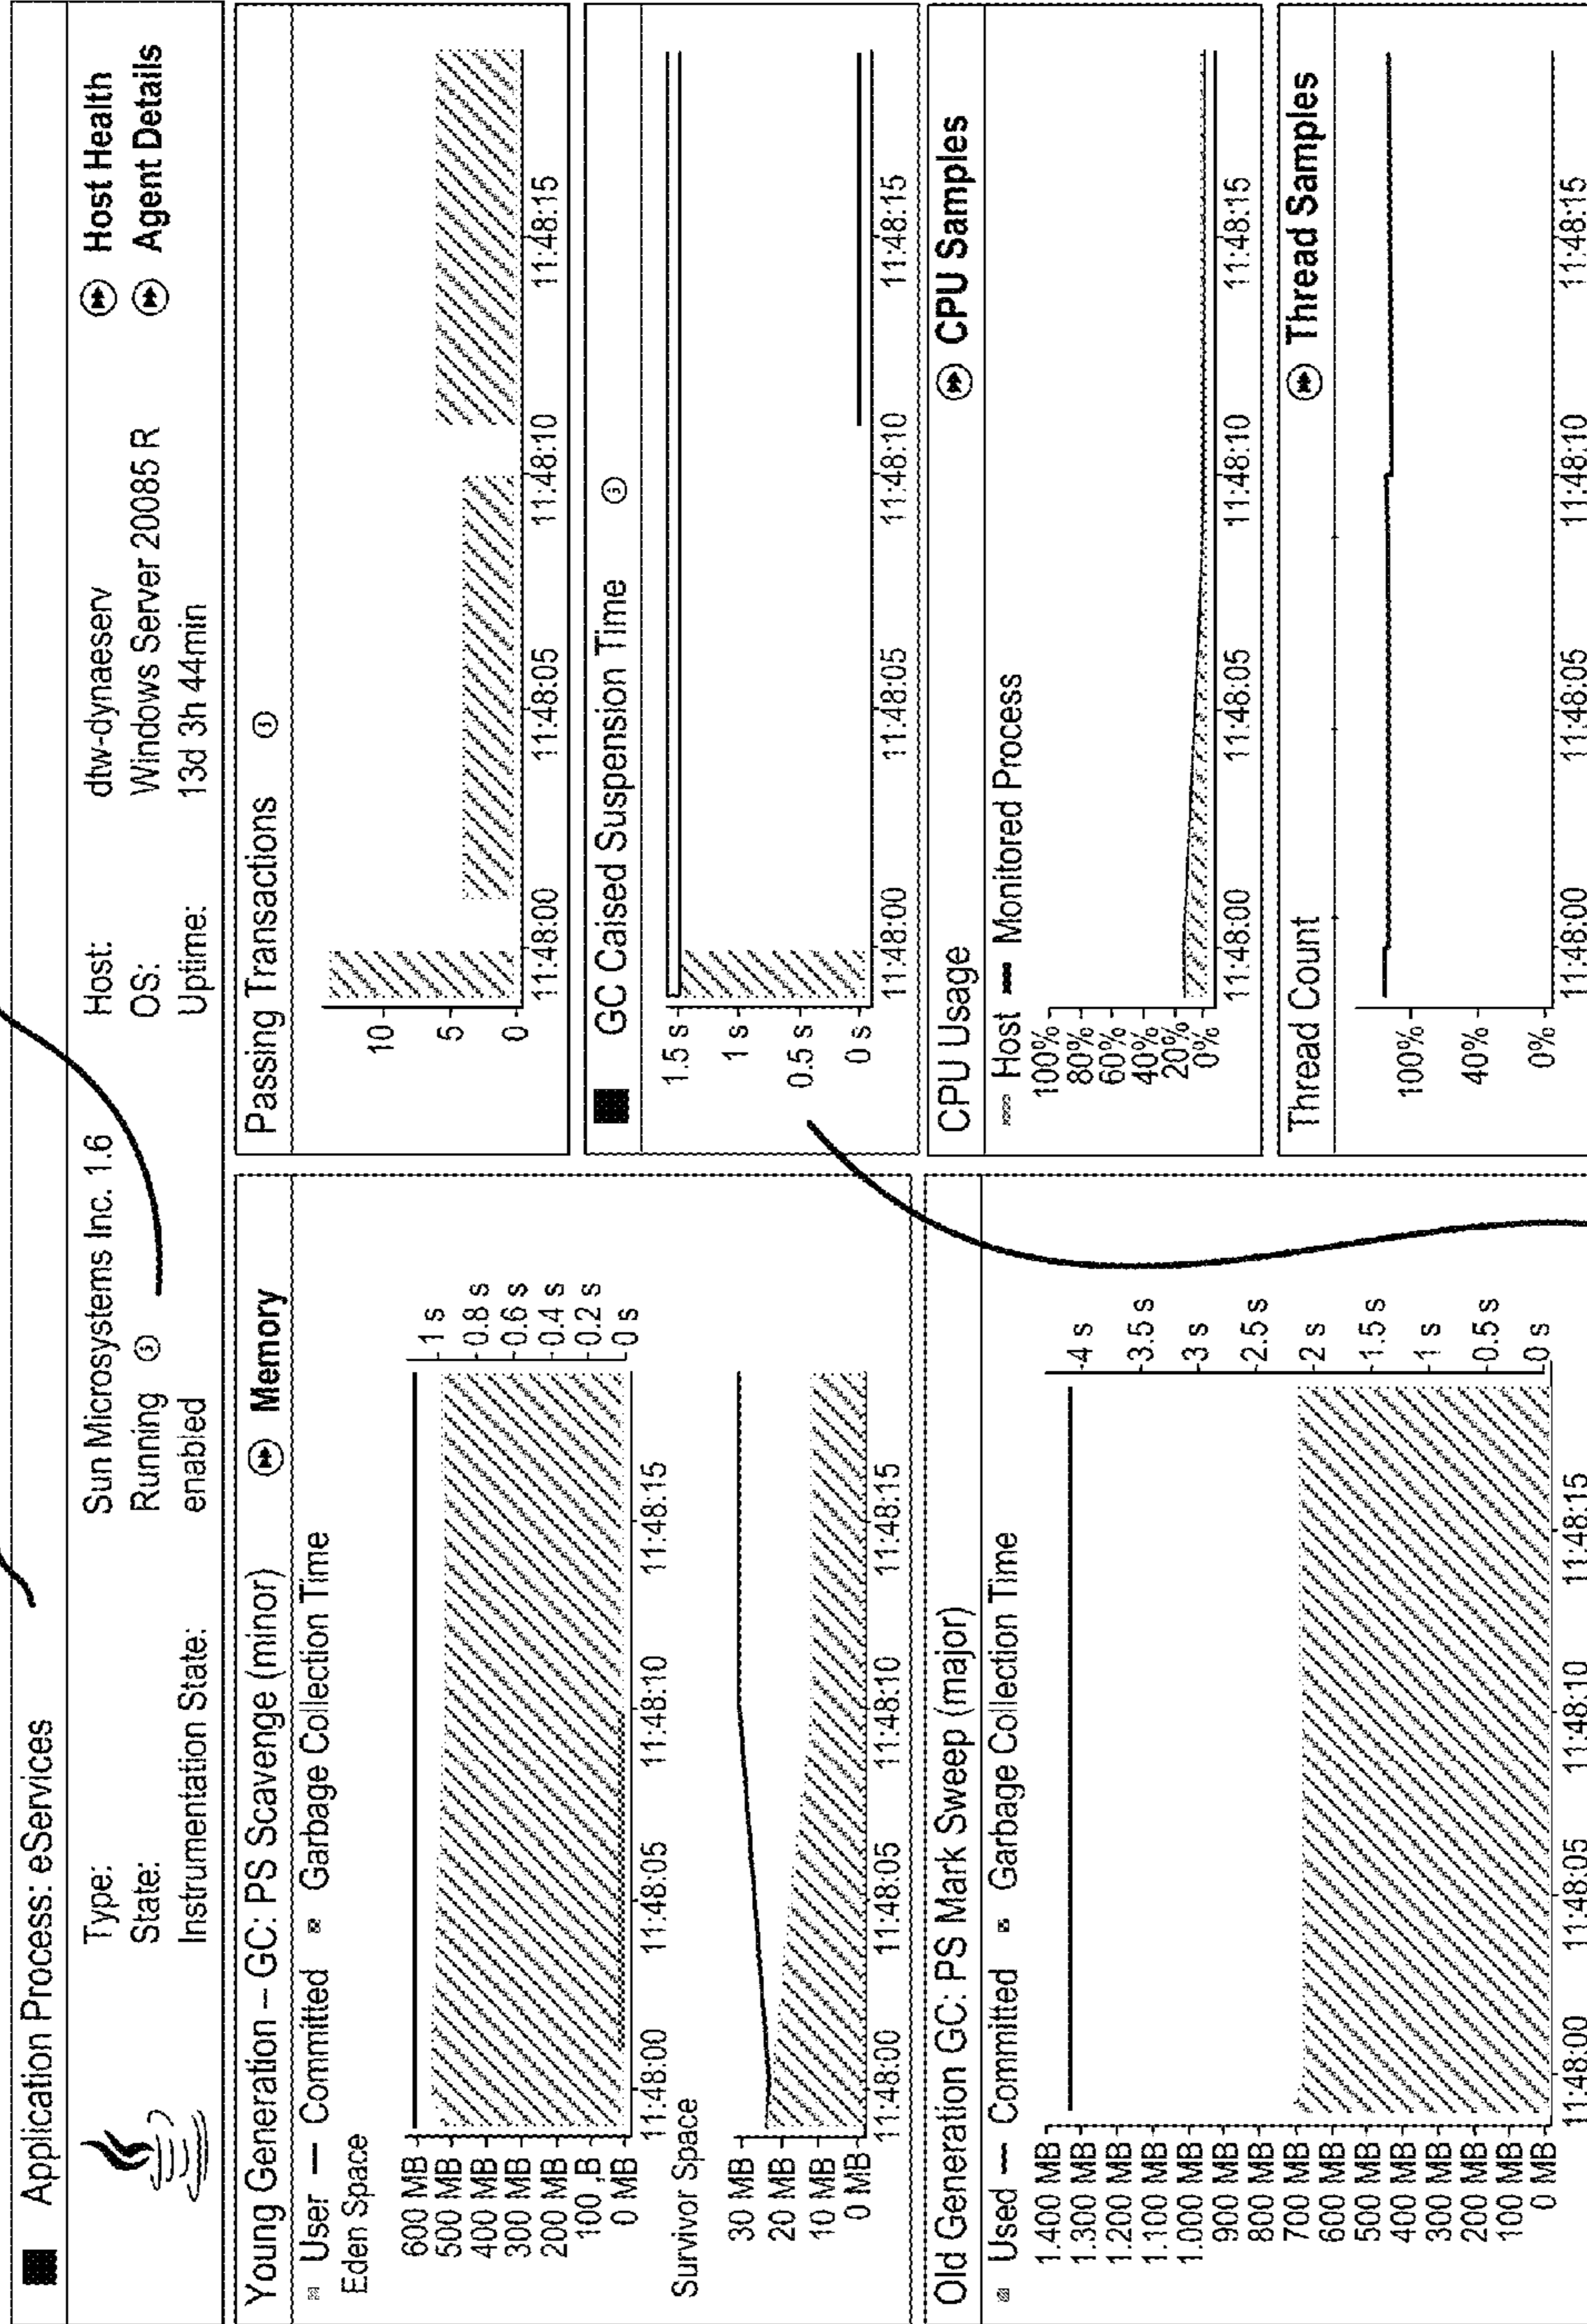 Application Process: eServices
Type: Sun Microsystems Inc. 1.6 Host: dtw-dynaeserv Host Health
State: Running OS: Windows Server 20085 R Agent Details
Instrumentation State: enabled Uptime: 13d 3h 44min
Young Generation – GC: PS Scavenge (minor) Memory
User Committed Garbage Collection Time
Eden Space
600 MB
500 MB
400 MB
300 MB
200 MB
100 ,B
0 MB
1 s
0.8 s
0.6 s
0.4 s
0.2 s
0 s
11:48:00 11:48:05 11:48:10 11:48:15
Survivor Space
30 MB
20 MB
10 MB
0 MB
11:48:00 11:48:05 11:48:10 11:48:15
Old Generation GC: PS Mark Sweep (major)
Used Committed Garbage Collection Time
1.400 MB
1.300 MB
1.200 MB
1.100 MB
1.000 MB
900 MB
800 MB
700 MB
600 MB
500 MB
400 MB
300 MB
200 MB
100 MB
0 MB
4 s
3.5 s
3 s
2.5 s
2 s
1.5 s
1 s
0.5 s
0 s
11:48:00 11:48:05 11:48:10 11:48:15
Passing Transactions
10
5
0
11:48:00 11:48:05 11:48:10 11:48:15
GC Caised Suspension Time
1.5 s
1 s
0.5 s
0 s
11:48:00 11:48:05 11:48:10 11:48:15
CPU Usage CPU Samples
Host Monitored Process
100%
80%
60%
40%
20%
0%
11:48:00 11:48:05 11:48:10 11:48:15
Thread Count Thread Samples
100%
40%
0%
11:48:00 11:48:05 11:48:10 11:48:15